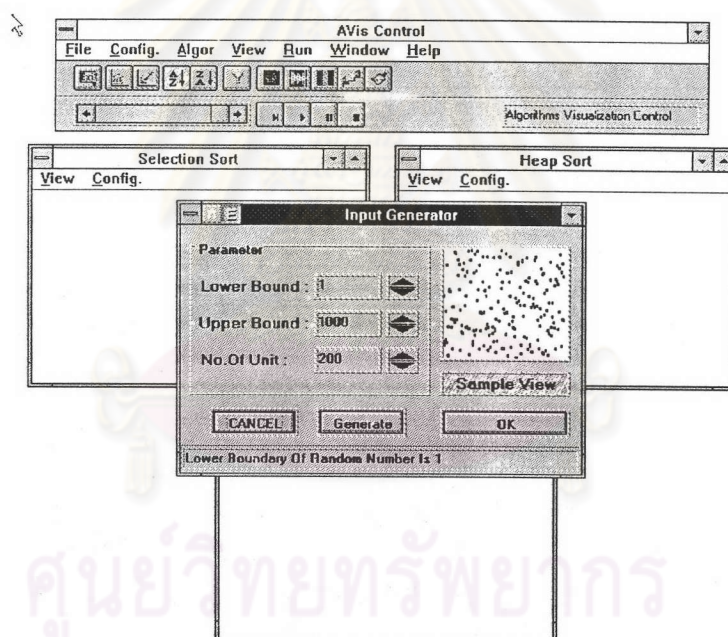 AVis Control
File Config. Algor View Run Window Help
Algorithms Visualization Control
Selection Sort
View Config.
Heap Sort
View Config.
Input Generator
Parameter
Lower Bound : 1
Upper Bound : 1000
No.Of Unit : 200
Sample View
CANCEL Generate OK
Lower Boundary Of Random Number Is 1
ศูนย์วิทยทรัพยากร